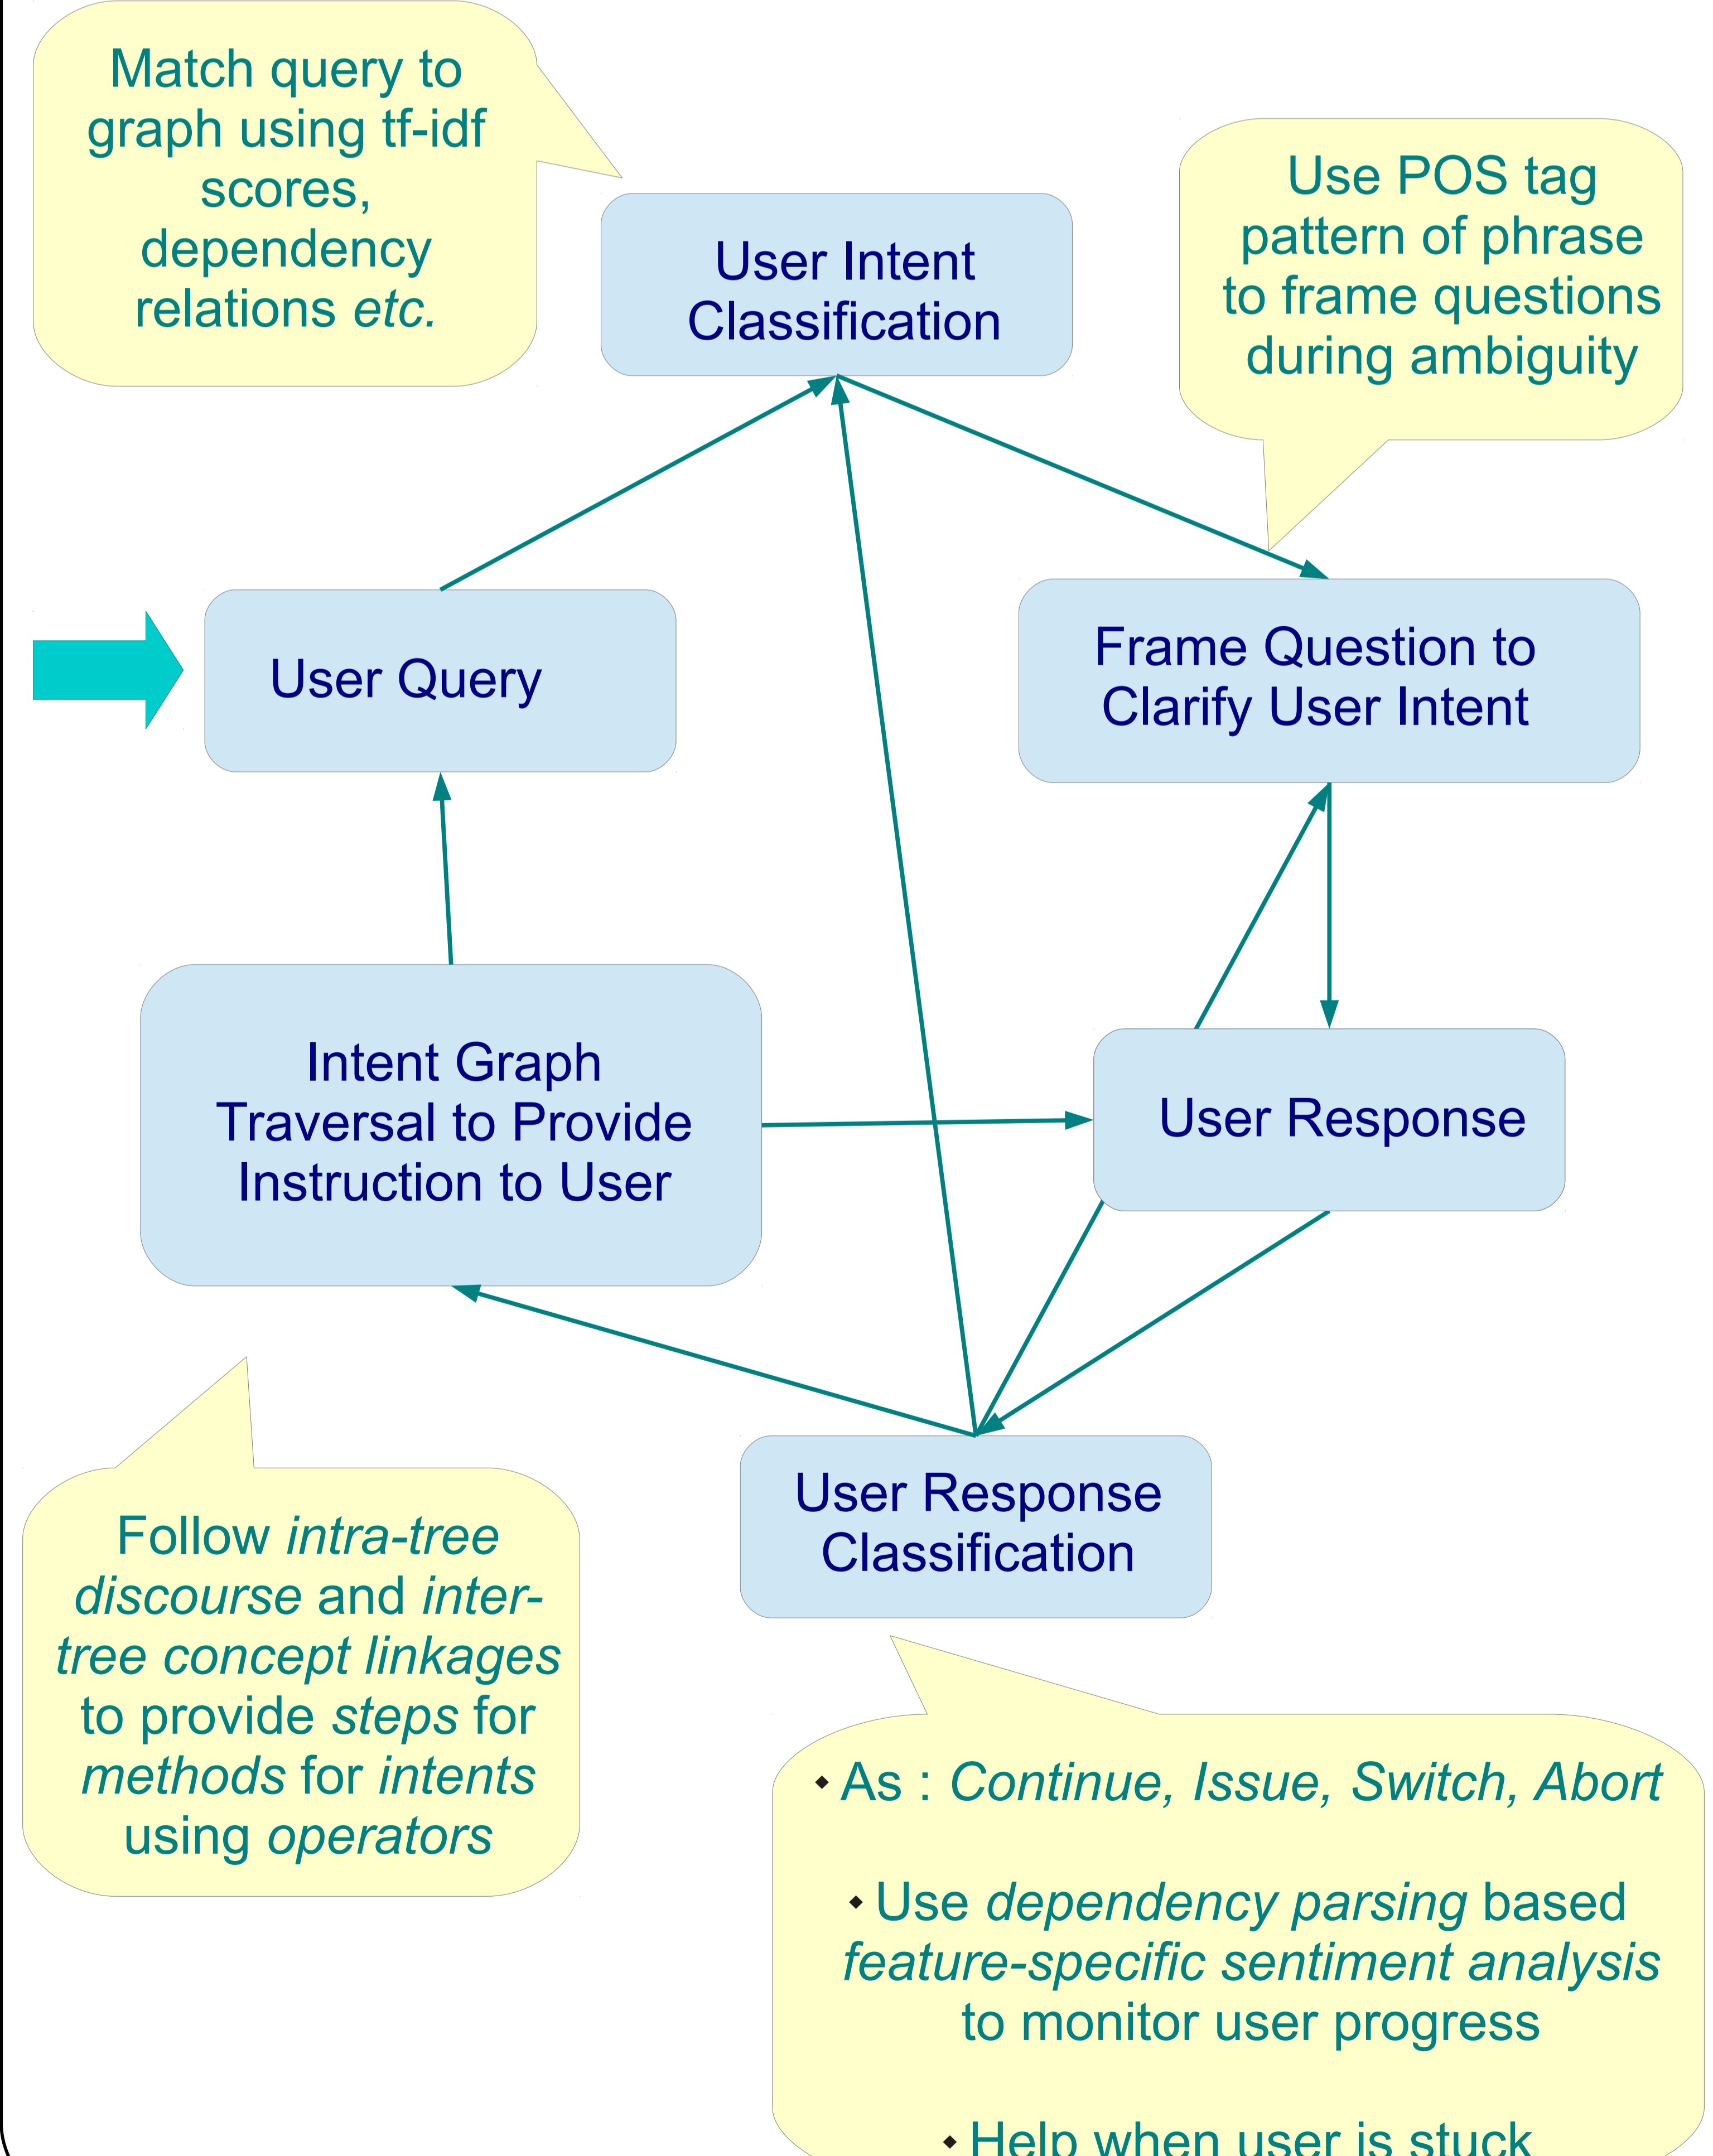 Match query to
graph using tf-idf
scores,
dependency
relations etc.
User Intent
Classification
Use POS tag
pattern of phrase
to frame questions
during ambiguity
User Query
Frame Question to
Clarify User Intent
Intent Graph
Traversal to Provide
Instruction to User
User Response
User Response
Classification
Follow intra-tree
discourse and inter-
tree concept linkages
to provide steps for
methods for intents
using operators
As : Continue, Issue, Switch, Abort
Use dependency parsing based
feature-specific sentiment analysis
to monitor user progress
Help when user is stuck